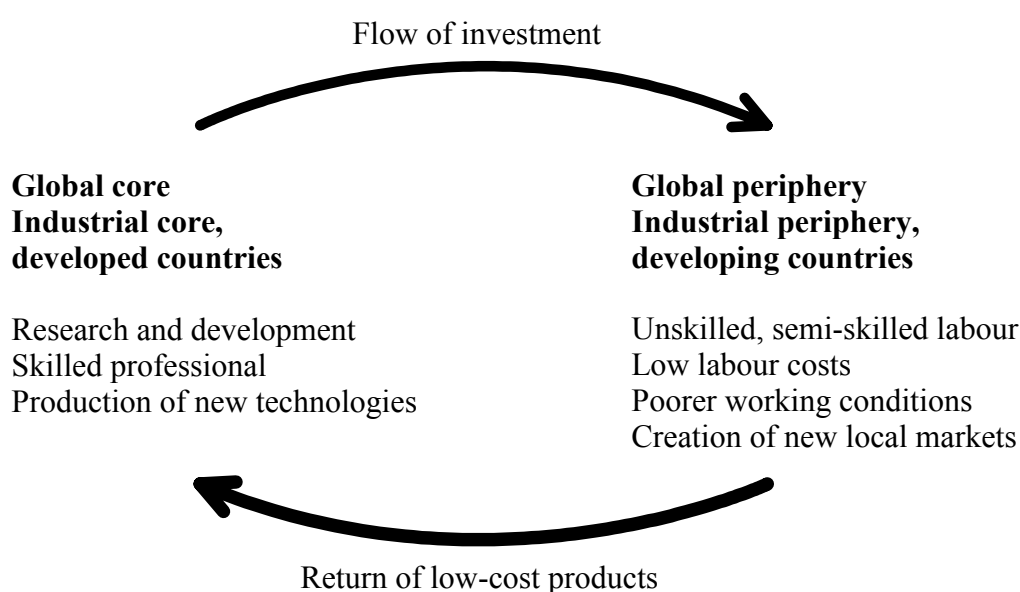 Flow of investment
Global core
Industrial core,
developed countries
Research and development
Skilled professional
Production of new technologies
Global periphery
Industrial periphery,
developing countries
Unskilled, semi-skilled labour
Low labour costs
Poorer working conditions
Creation of new local markets
Return of low-cost products